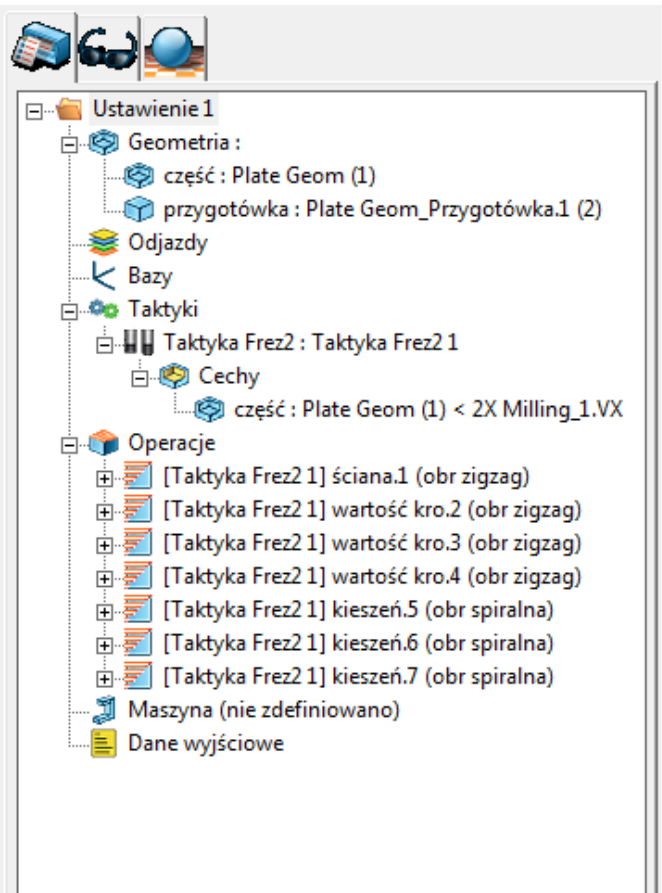 Ustawienie 1
Geometria :
część : Plate Geom (1)
przygotówka : Plate Geom_Przygotówka.1 (2)
Odjazdy
Bazy
Taktyki
Taktyka Frez2 : Taktyka Frez2 1
Cechy
część : Plate Geom (1) < 2X Milling_1.VX
Operacje
[Taktyka Frez2 1] ściana.1 (obr zigzag)
[Taktyka Frez2 1] wartość kro.2 (obr zigzag)
[Taktyka Frez2 1] wartość kro.3 (obr zigzag)
[Taktyka Frez2 1] wartość kro.4 (obr zigzag)
[Taktyka Frez2 1] kieszeń.5 (obr spiralna)
[Taktyka Frez2 1] kieszeń.6 (obr spiralna)
[Taktyka Frez2 1] kieszeń.7 (obr spiralna)
Maszyna (nie zdefiniowano)
Dane wyjściowe